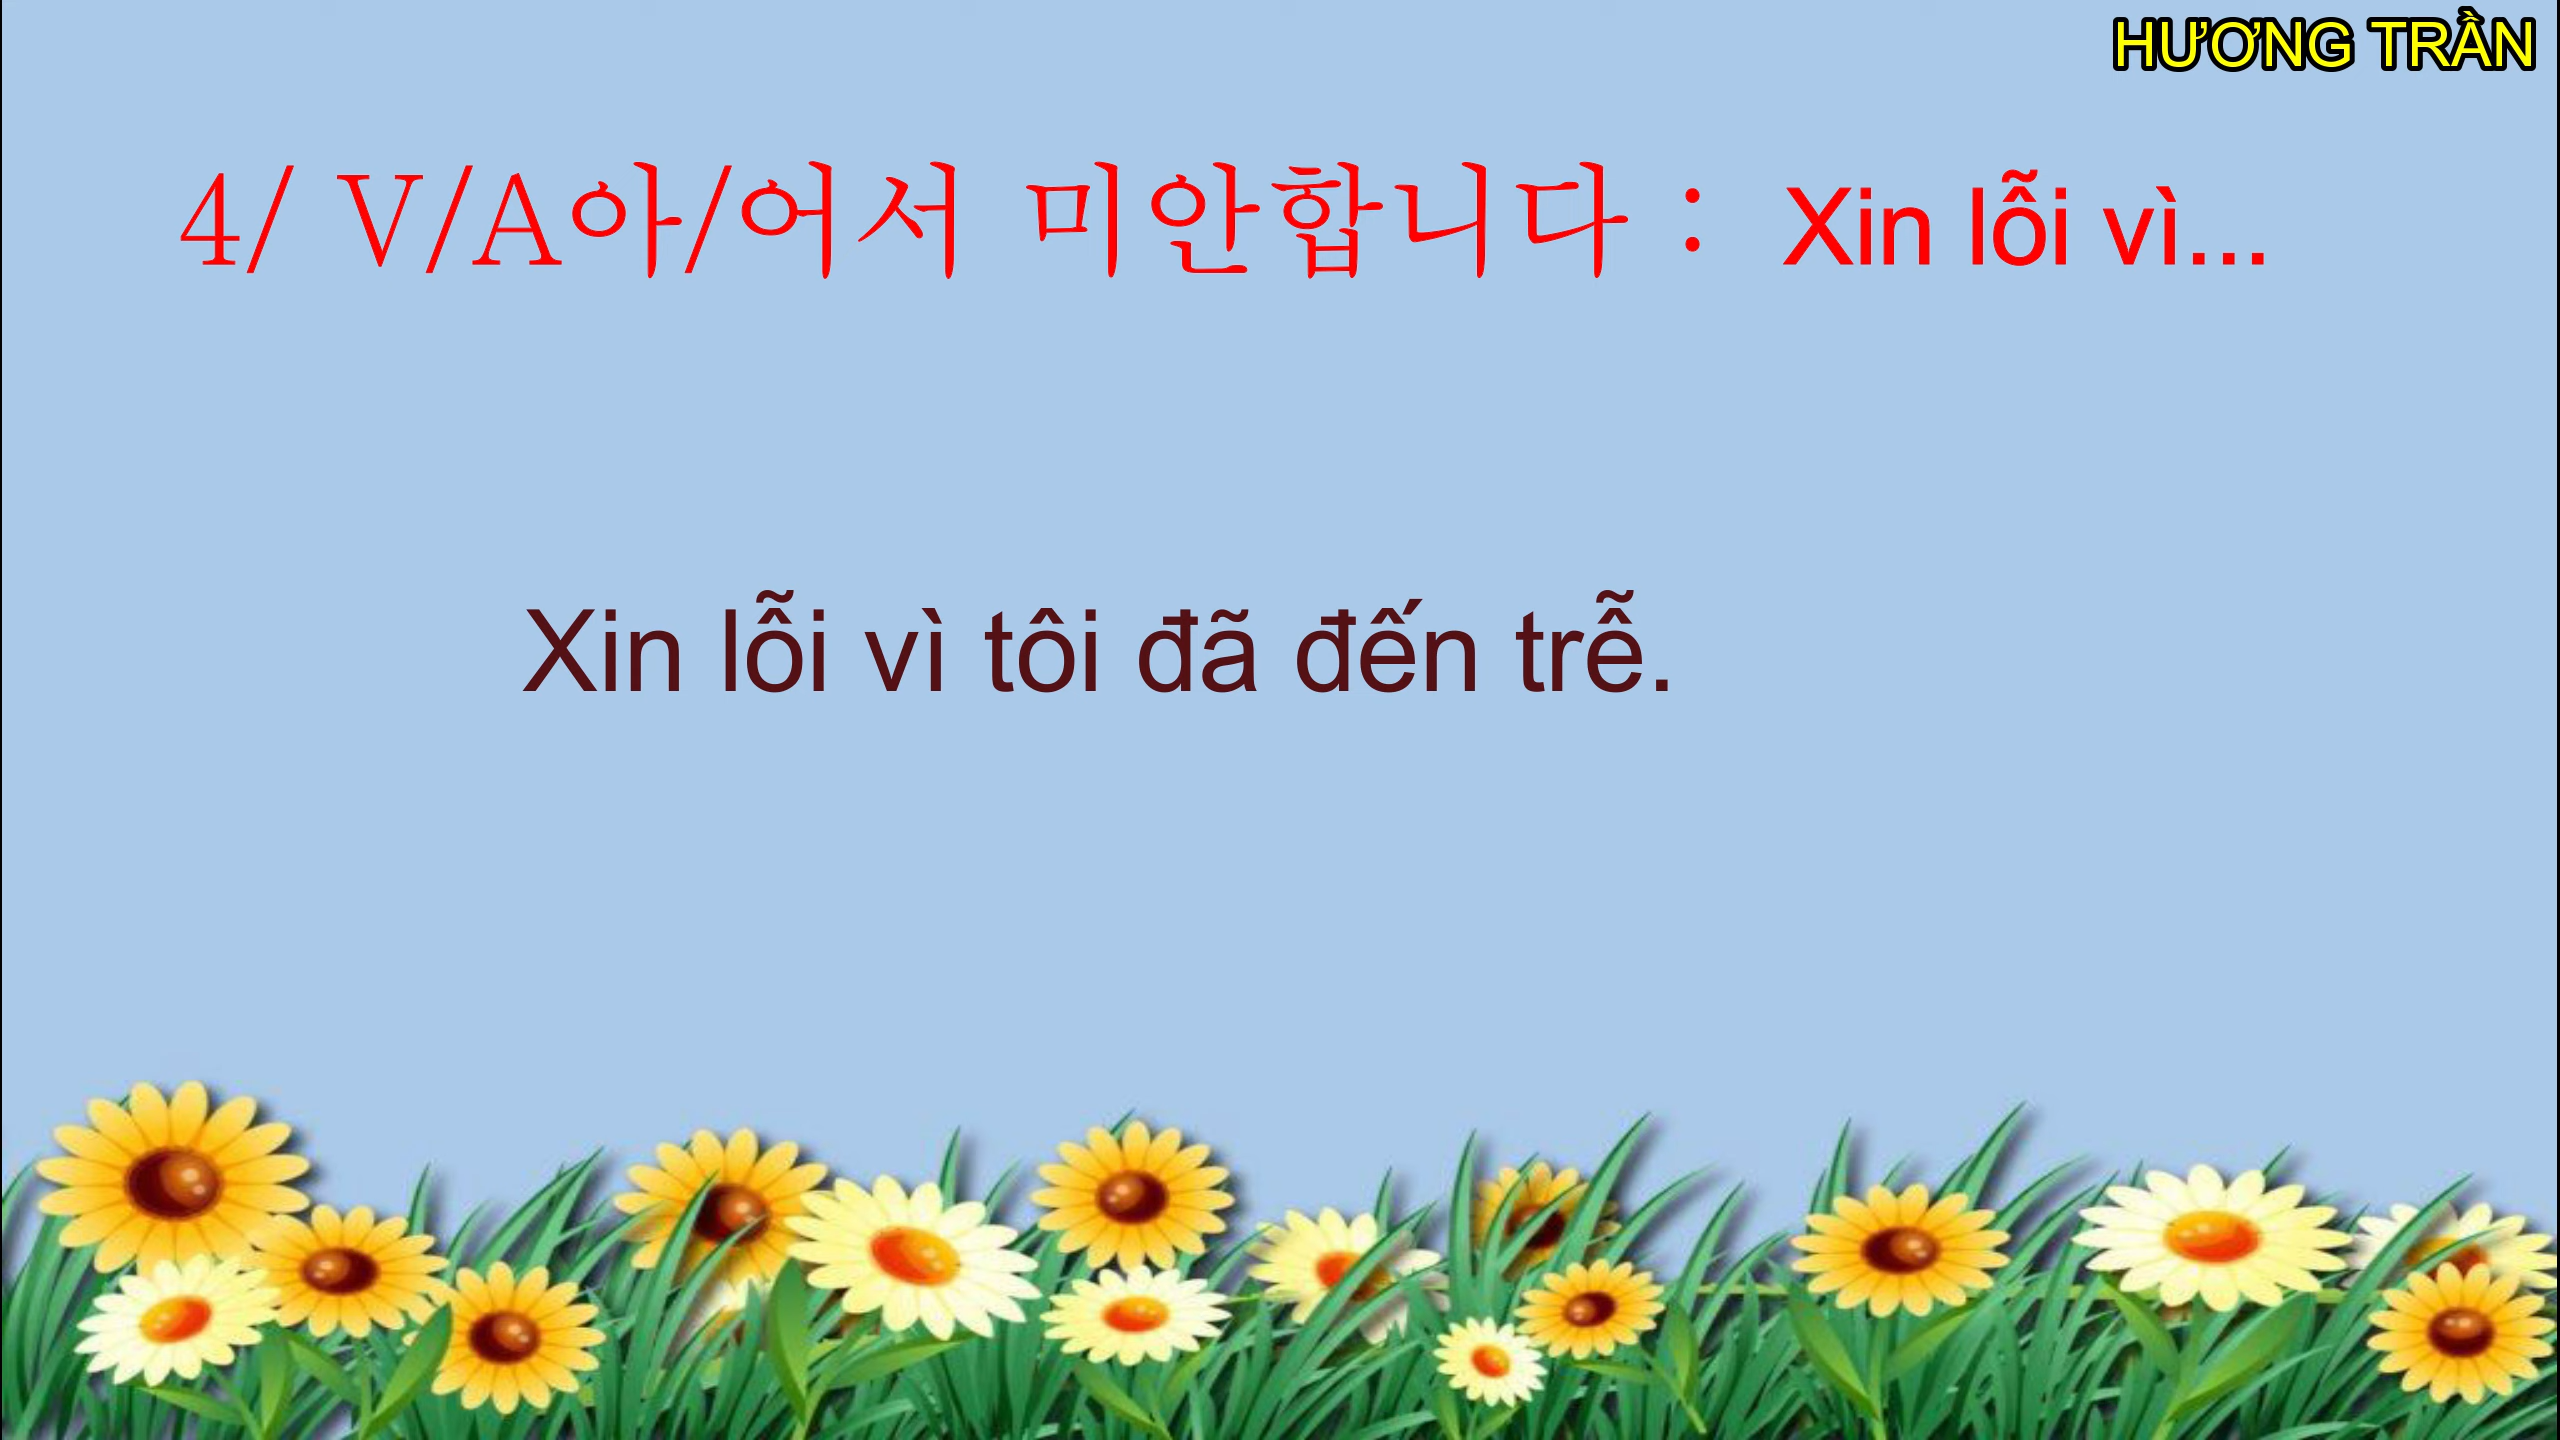 HƯƠNG TRẦN
4/ V/A아/어서 미안합니다 : Xin lỗi vì...
Xin lỗi vì tôi đã đến trễ.